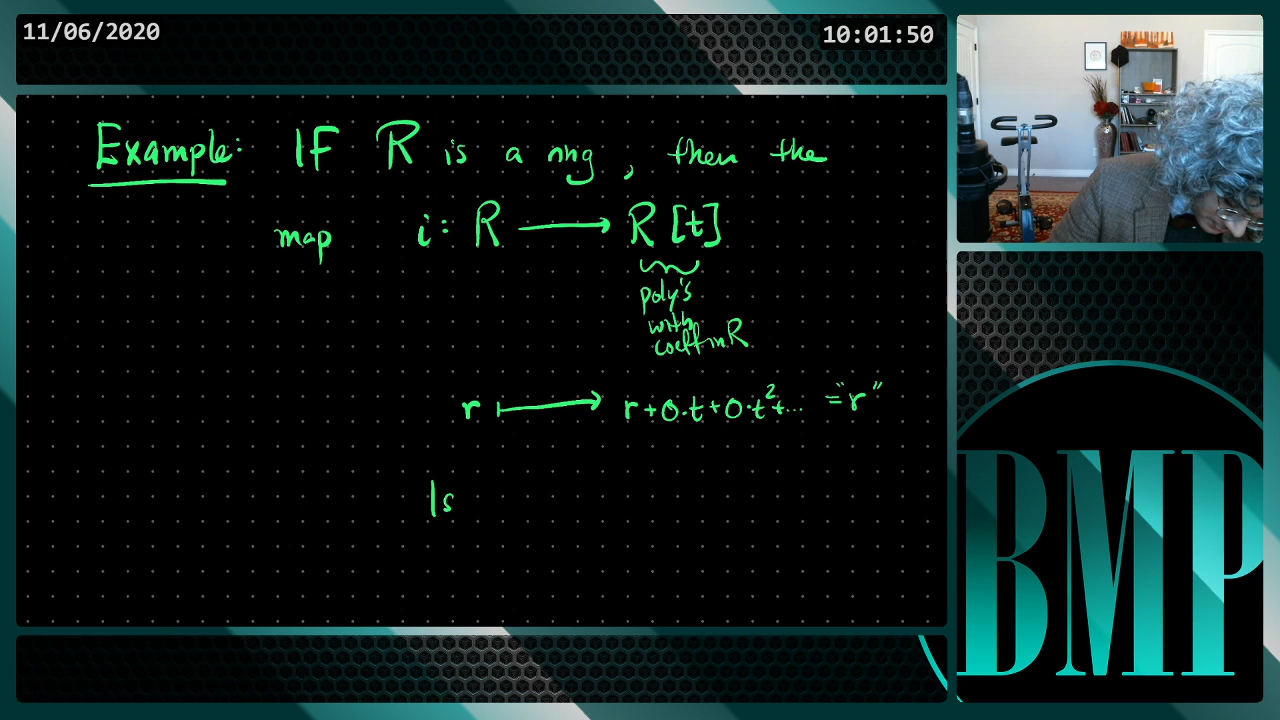 11/06/2020
10:01:50
Example: IF R is a ring, then the
map i: R ⟶ R[t]
poly's
with
coeff in R
r ⟼ r+0·t+0·t²+... = "r"
Is
BMP